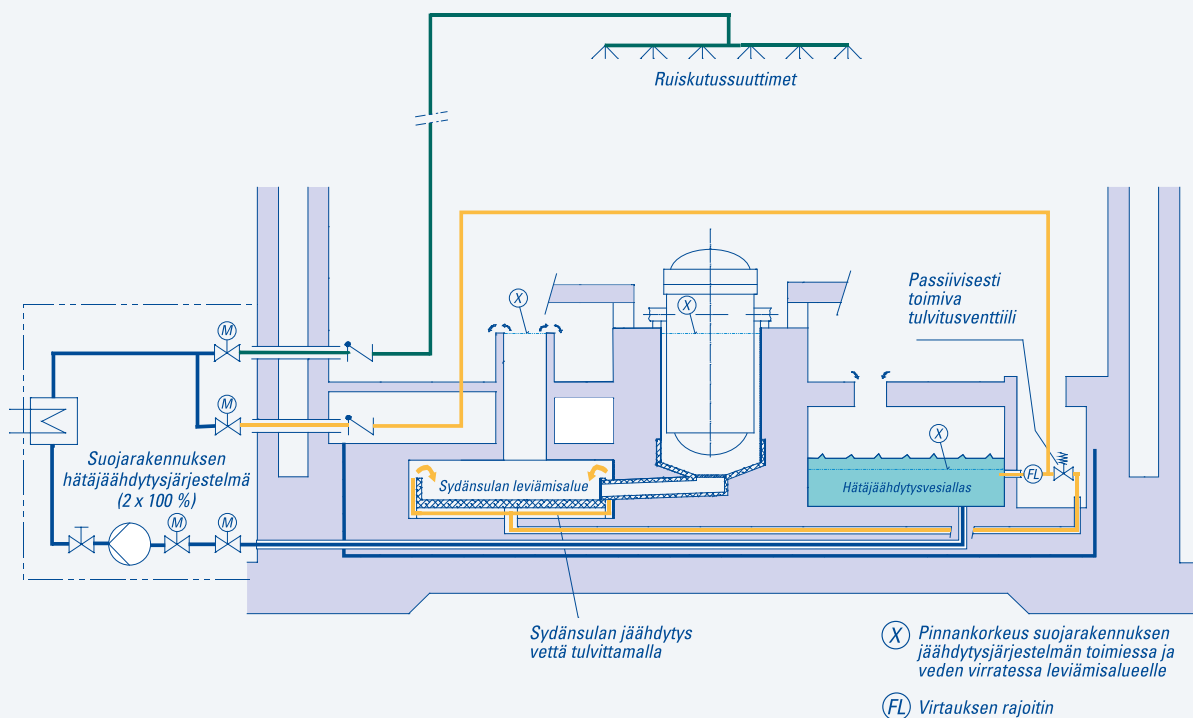 Ruiskutussuuttimet
Passiivisesti
toimiva
tulvitusventtiili
X
X
M
M
X
Suojarakennuksen
hätäjäähdytysjärjestelmä
(2 x 100 %)
Sydänsulan leviämisalue
Hätäjäähdytysvesiallas
FL
M
M
Sydänsulan jäähdytys
vettä tulvittamalla
X Pinnankorkeus suojarakennuksen
jäähdytysjärjestelmän toimiessa ja
veden virratessa leviämisalueelle
FL Virtauksen rajoitin